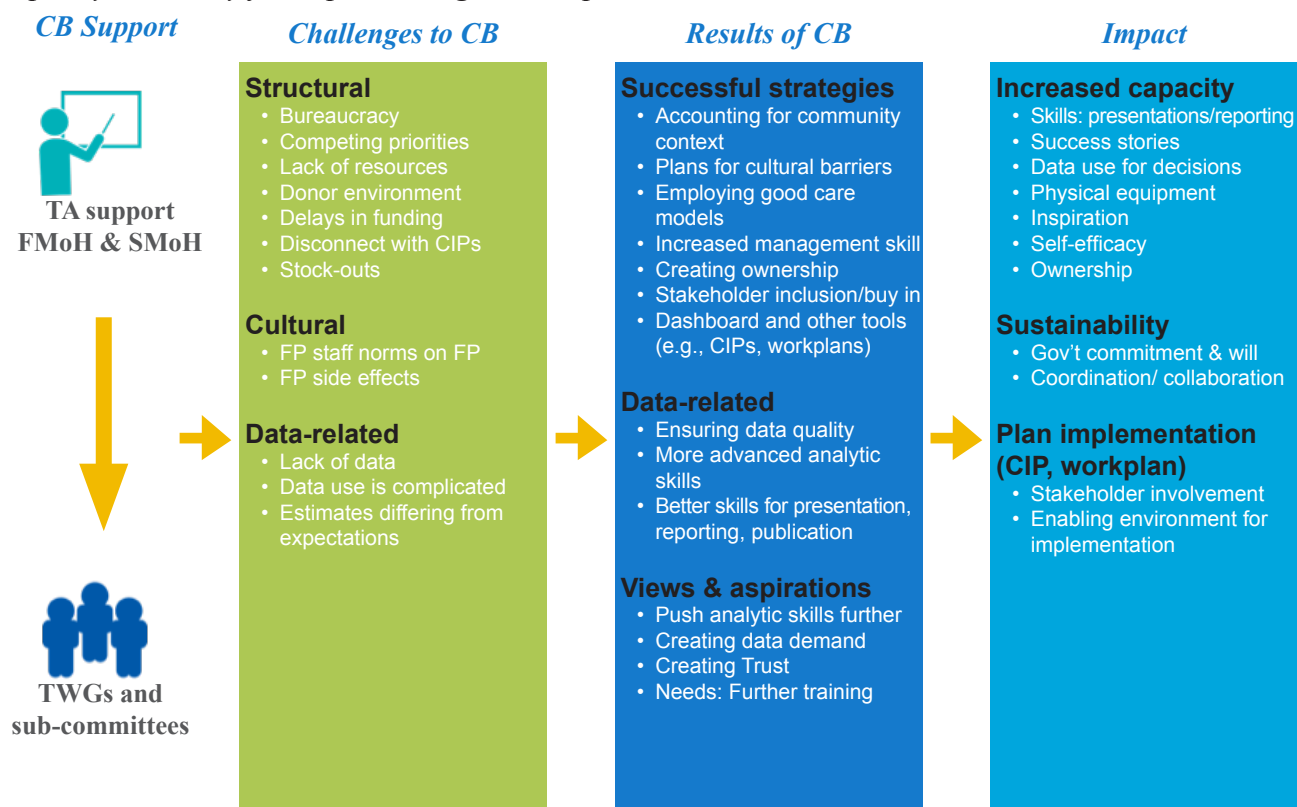 CB Support
Challenges to CB
Results of CB
Impact
TA support
FMoH & SMoH
TWGs and
sub-committees
Structural
• Bureaucracy
• Competing priorities
• Lack of resources
• Donor environment
• Delays in funding
• Disconnect with CIPs
• Stock-outs
Cultural
• FP staff norms on FP
• FP side effects
Data-related
• Lack of data
• Data use is complicated
• Estimates differing from
expectations
Successful strategies
• Accounting for community
context
• Plans for cultural barriers
• Employing good care
models
• Increased management skill
• Creating ownership
• Stakeholder inclusion/buy in
• Dashboard and other tools
(e.g., CIPs, workplans)
Data-related
• Ensuring data quality
• More advanced analytic
skills
• Better skills for presentation,
reporting, publication
Views & aspirations
• Push analytic skills further
• Creating data demand
• Creating Trust
• Needs: Further training
Increased capacity
• Skills: presentations/reporting
• Success stories
• Data use for decisions
• Physical equipment
• Inspiration
• Self-efficacy
• Ownership
Sustainability
• Gov't commitment & will
• Coordination/ collaboration
Plan implementation
(CIP, workplan)
• Stakeholder involvement
• Enabling environment for
implementation